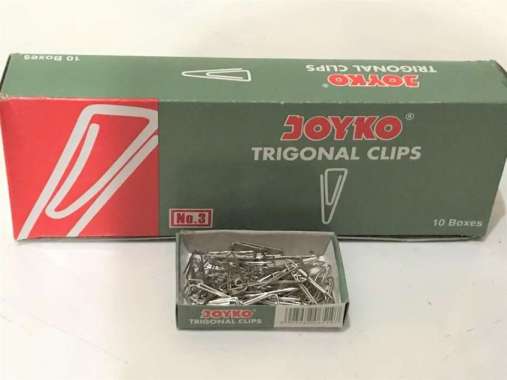 10 Boxes
JOYKO®
TRIGONAL
CLIPS
JOYKO®
TRIGONAL CLIPS
No.3
10 Boxes
JOYKO
TRIGONAL CLIPS